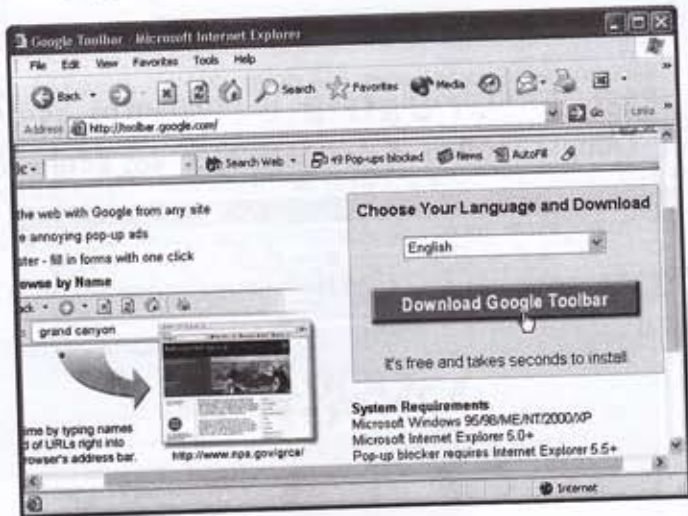 Google Toolbar - Microsoft Internet Explorer
File Edit View Favorites Tools Help
Back Search Favorites Media
Address http://toolbar.google.com/ Go Links
Search Web 49 Pop-ups blocked News AutoFill
the web with Google from any site
e annoying pop-up ads
ster - fill in forms with one click
owse by Name
grand canyon
ime by typing names
d of URLs right into
rowser's address bar.
http://www.nps.gov/grca/
Choose Your Language and Download
English
Download Google Toolbar
It's free and takes seconds to install
System Requirements
Microsoft Windows 95/98/ME/NT/2000/XP
Microsoft Internet Explorer 5.0+
Pop-up blocker requires Internet Explorer 5.5+
Internet